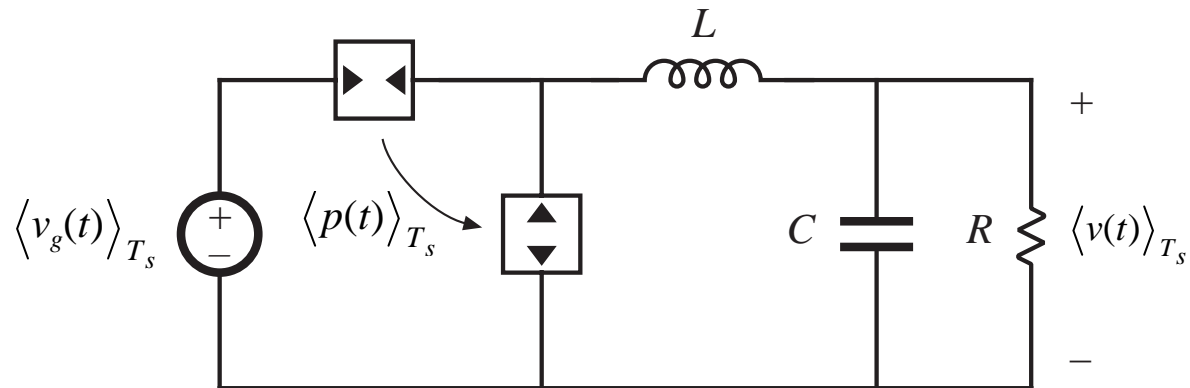 L
+
⟨v_g(t)⟩_{T_s}
+
−
⟨p(t)⟩_{T_s}
C
R
⟨v(t)⟩_{T_s}
−